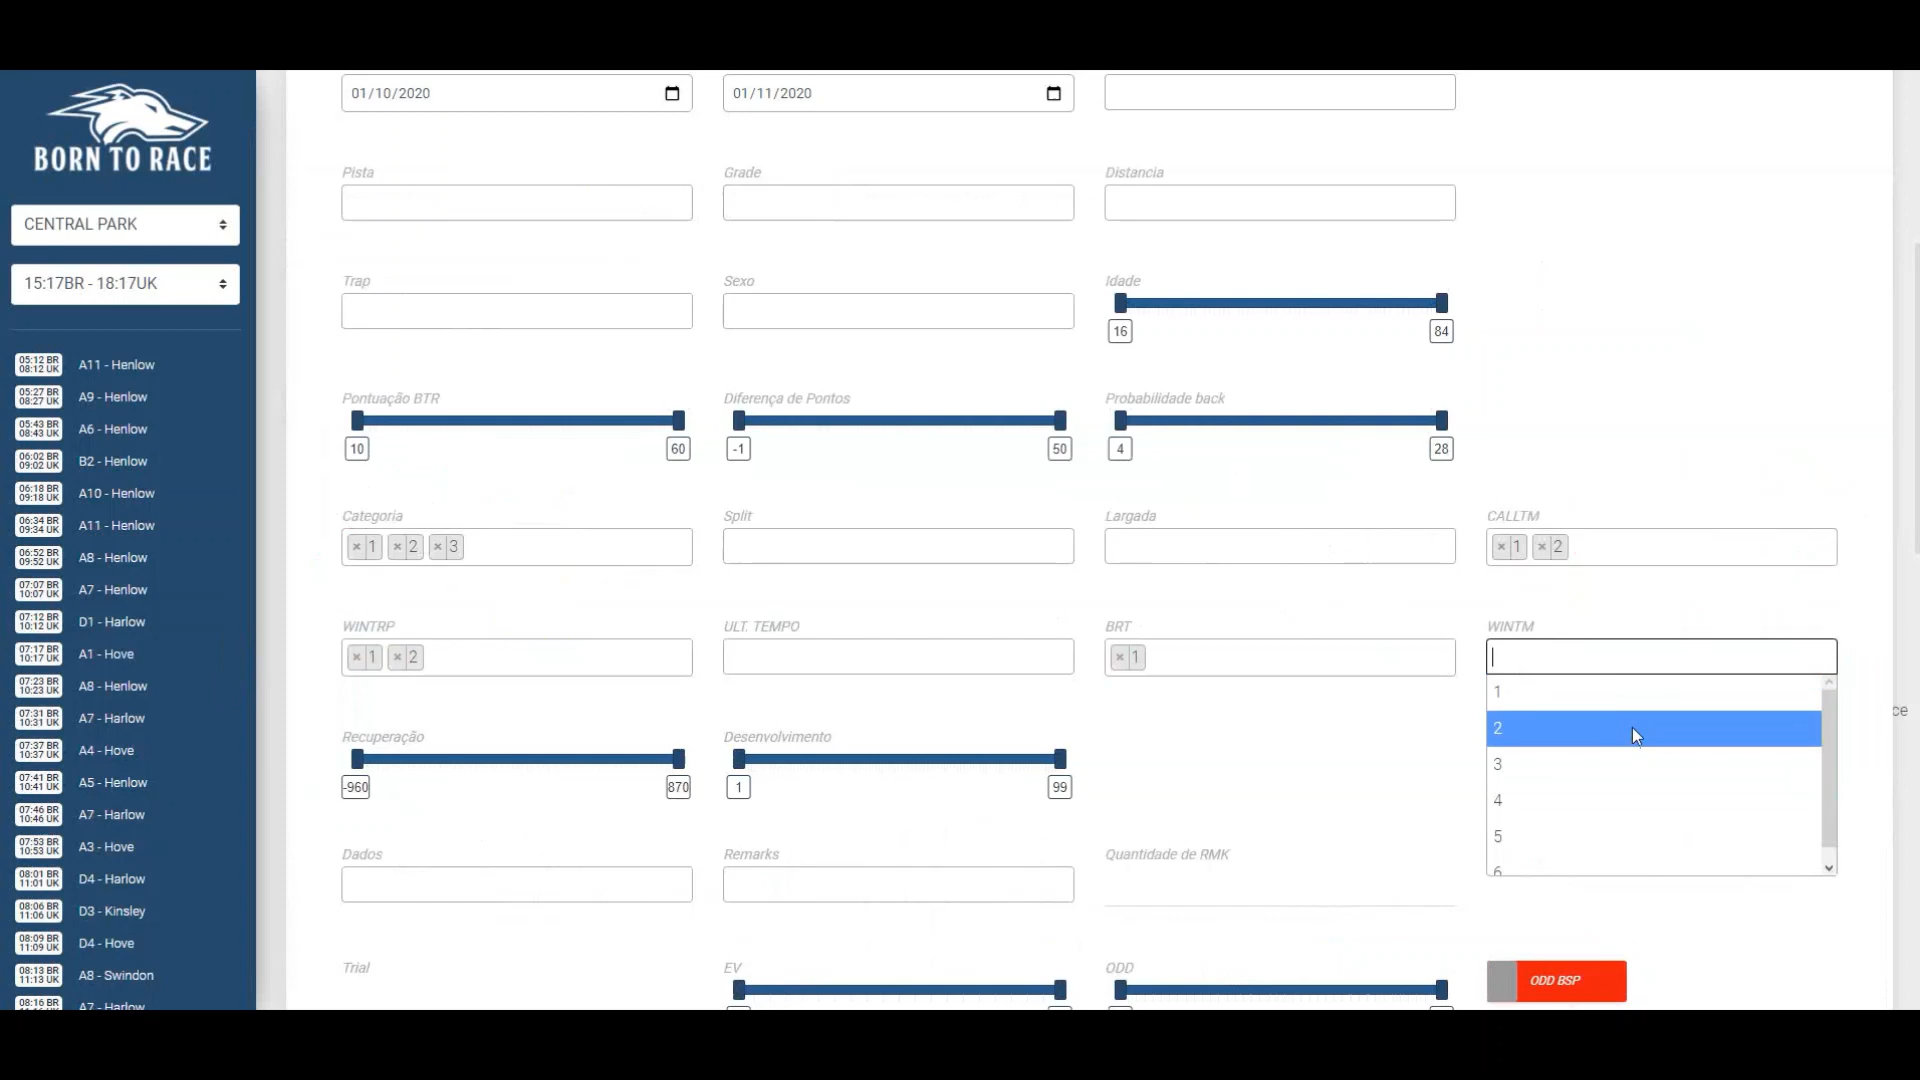 BORN TO RACE
CENTRAL PARK
15:17BR - 18:17UK
05:12 BR
08:12 UK
A11 - Henlow
05:27 BR
08:27 UK
A9 - Henlow
05:43 BR
08:43 UK
A6 - Henlow
06:02 BR
09:02 UK
B2 - Henlow
06:18 BR
09:18 UK
A10 - Henlow
06:34 BR
09:34 UK
A11 - Henlow
06:52 BR
09:52 UK
A8 - Henlow
07:07 BR
10:07 UK
A7 - Henlow
07:12 BR
10:12 UK
D1 - Harlow
07:17 BR
10:17 UK
A1 - Hove
07:23 BR
10:23 UK
A8 - Henlow
07:31 BR
10:31 UK
A7 - Harlow
07:37 BR
10:37 UK
A4 - Hove
07:41 BR
10:41 UK
A5 - Henlow
07:46 BR
10:46 UK
A7 - Harlow
07:53 BR
10:53 UK
A3 - Hove
08:01 BR
11:01 UK
D4 - Harlow
08:06 BR
11:06 UK
D3 - Kinsley
08:09 BR
11:09 UK
D4 - Hove
08:13 BR
11:13 UK
A8 - Swindon
08:16 BR
A7 - Harlow
01/10/2020 01/11/2020
Pista Grade Distancia
Trap Sexo Idade
16 84
Pontuação BTR Diferença de Pontos Probabilidade back
10 60 -1 50 4 28
Categoria Split Largada CALLTM
× 1 × 2 × 3 × 1 × 2
WINTRP ULT. TEMPO BRT WINTM
× 1 × 2 × 1
1
2
3
4
5
6
Recuperação Desenvolvimento
-960 870 1 99
Dados Remarks Quantidade de RMK
Trial EV ODD
ODD BSP
ce